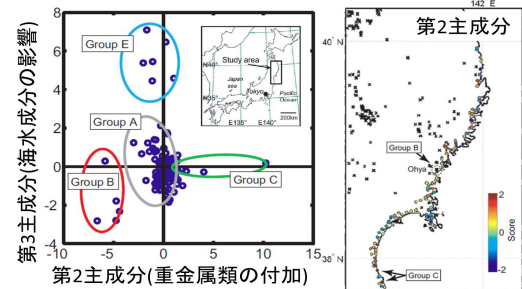 第3主成分(海水成分の影響)
8
6
4
2
0
-2
-4
-10
-5
0
5
10
15
第2主成分(重金属類の付加)
Group E
Group A
Group B
Group C
Study area
Japan
sea
Tokyo
Pacific
Ocean
N40°
N35°
E135°
E140°
200km
142°E
第2主成分
40°N
38°N
Group B
Ohya
Group C
2
0
-2
Score